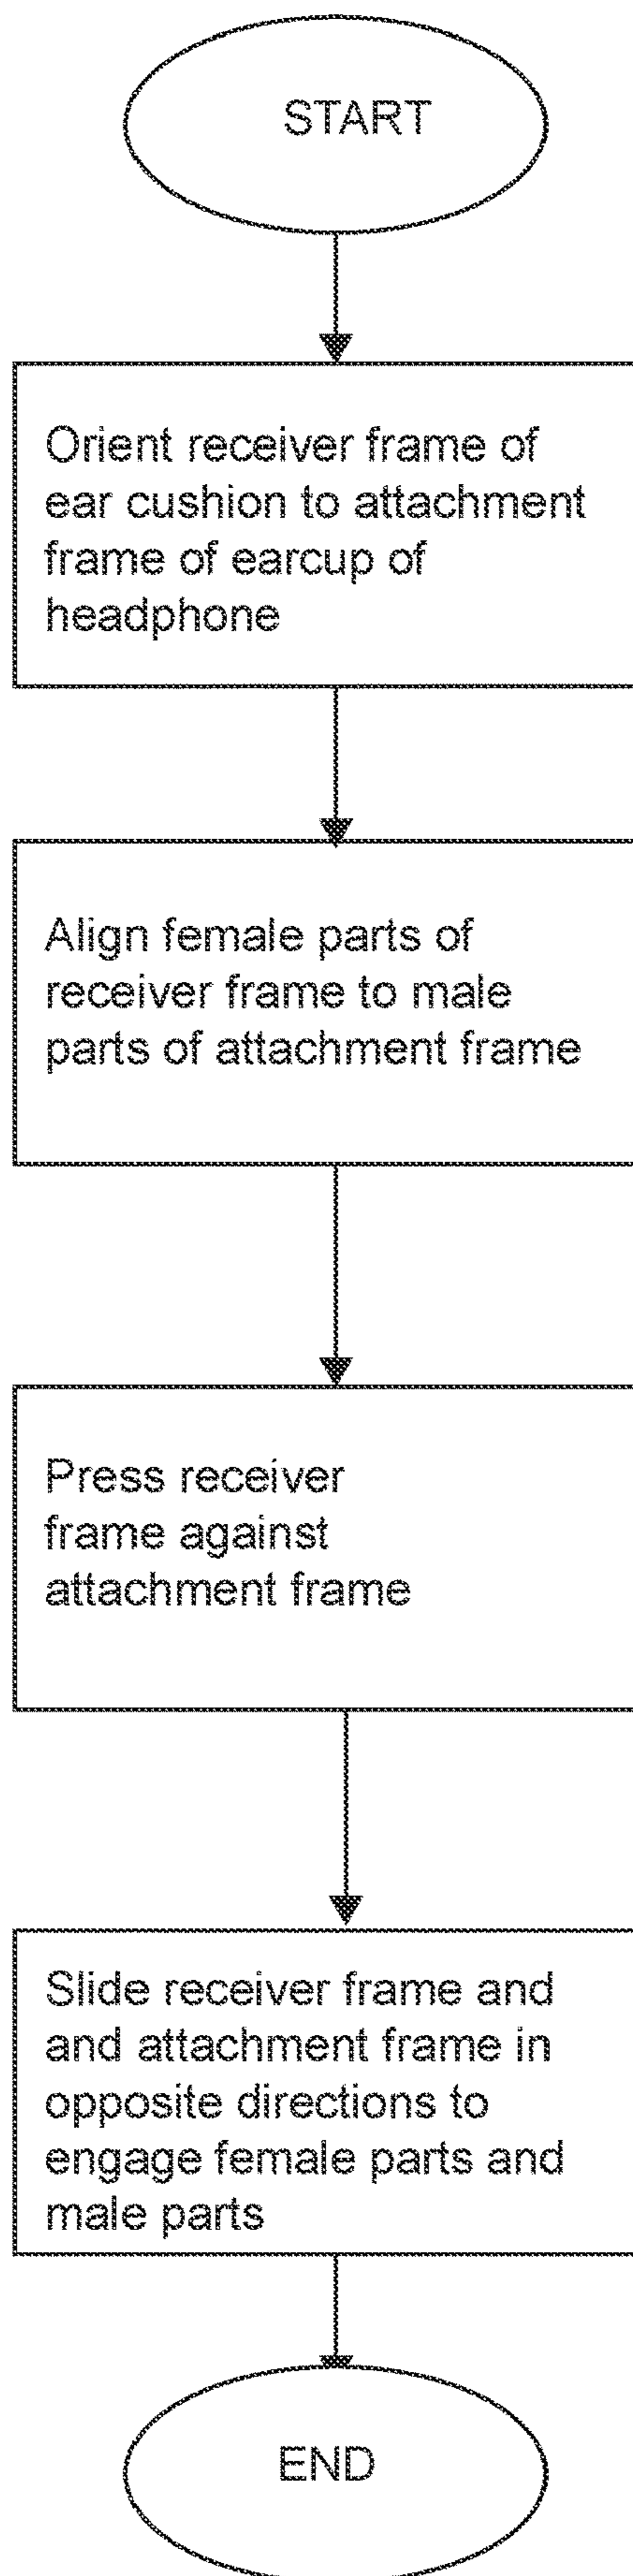 START
Orient receiver frame of
ear cushion to attachment
frame of earcup of
headphone
Align female parts of
receiver frame to male
parts of attachment frame
Press receiver
frame against
attachment frame
Slide receiver frame and
and attachment frame in
opposite directions to
engage female parts and
male parts
END